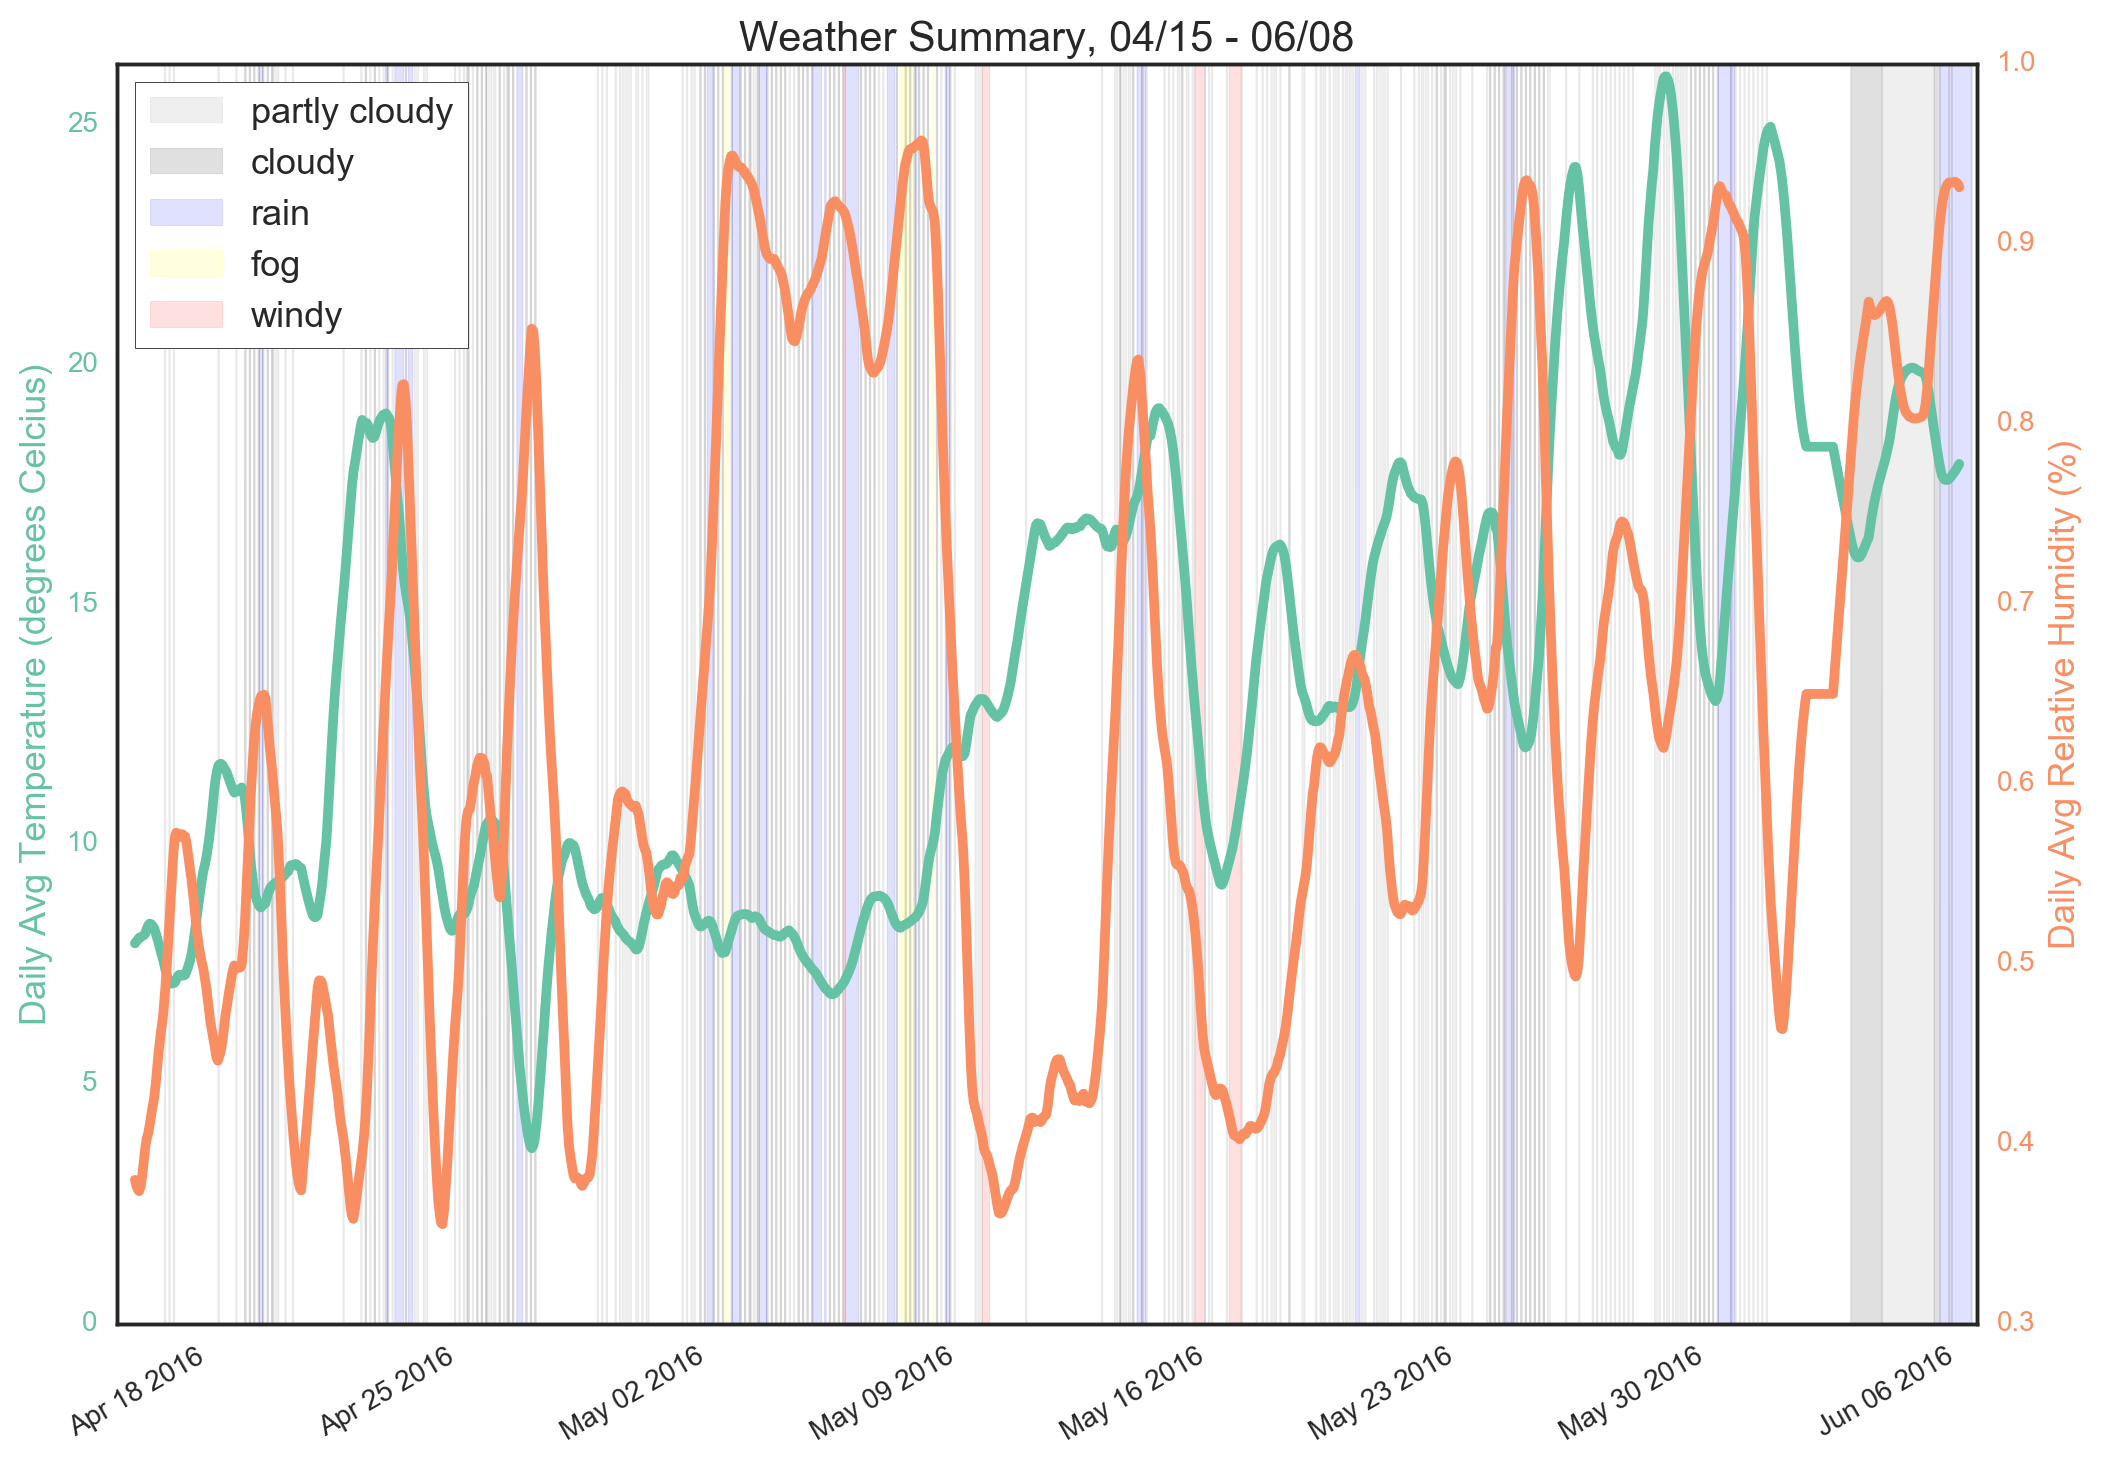 Weather Summary, 04/15 - 06/08
partly cloudy
cloudy
rain
fog
windy
Daily Avg Temperature (degrees Celcius)
25
20
15
10
5
0
1.0
0.9
0.8
0.7
0.6
0.5
0.4
0.3
Daily Avg Relative Humidity (%)
Apr 18 2016
Apr 25 2016
May 02 2016
May 09 2016
May 16 2016
May 23 2016
May 30 2016
Jun 06 2016